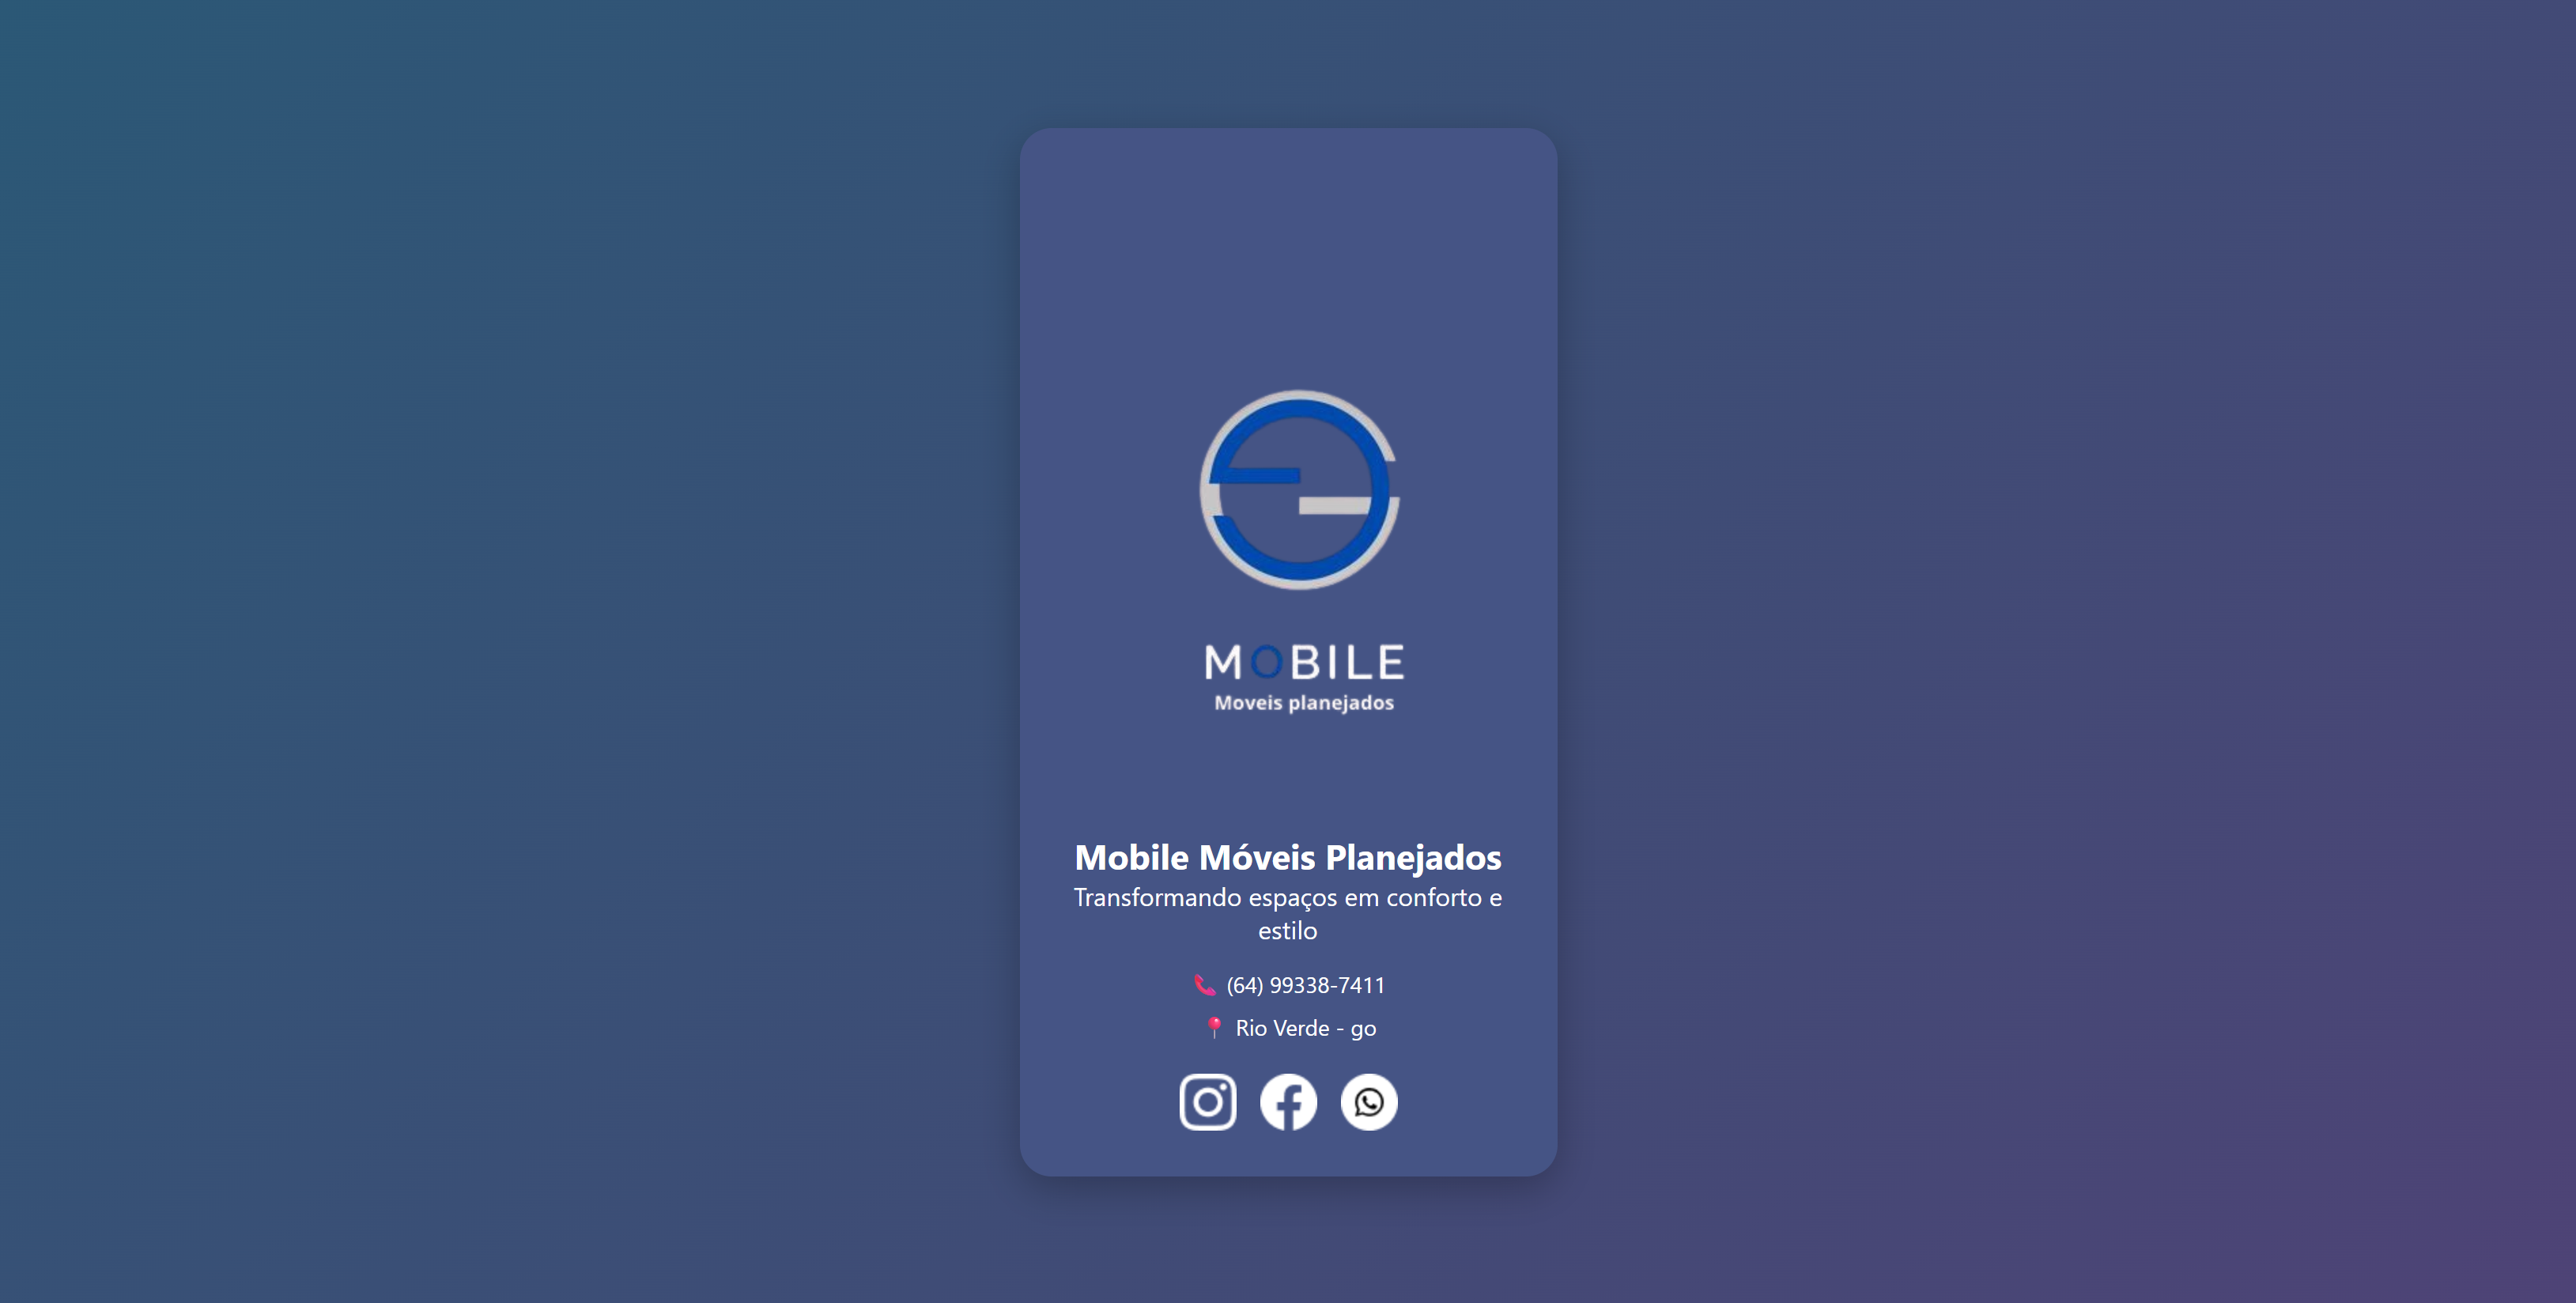 MOBILE
Moveis planejados
Mobile Móveis Planejados
Transformando espaços em conforto e
estilo
(64) 99338-7411
Rio Verde - go